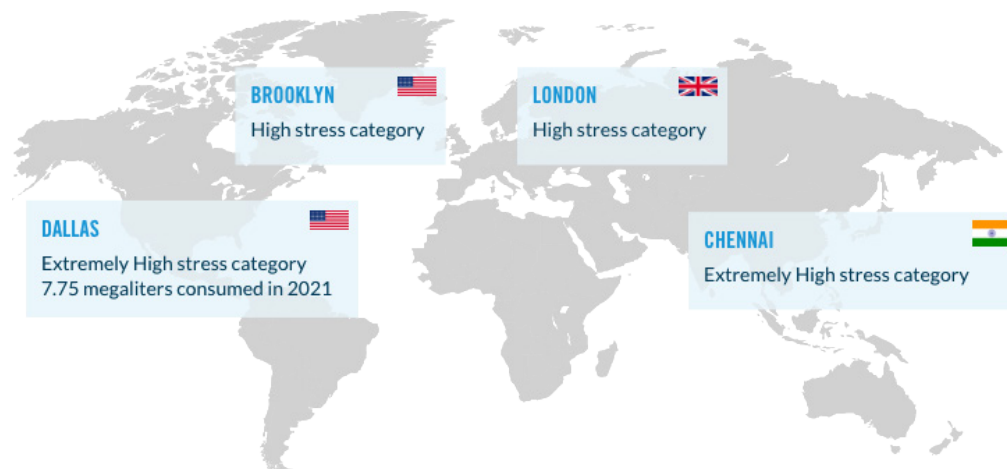 BROOKLYN
High stress category
LONDON
High stress category
DALLAS
Extremely High stress category
7.75 megaliters consumed in 2021
CHENNAI
Extremely High stress category